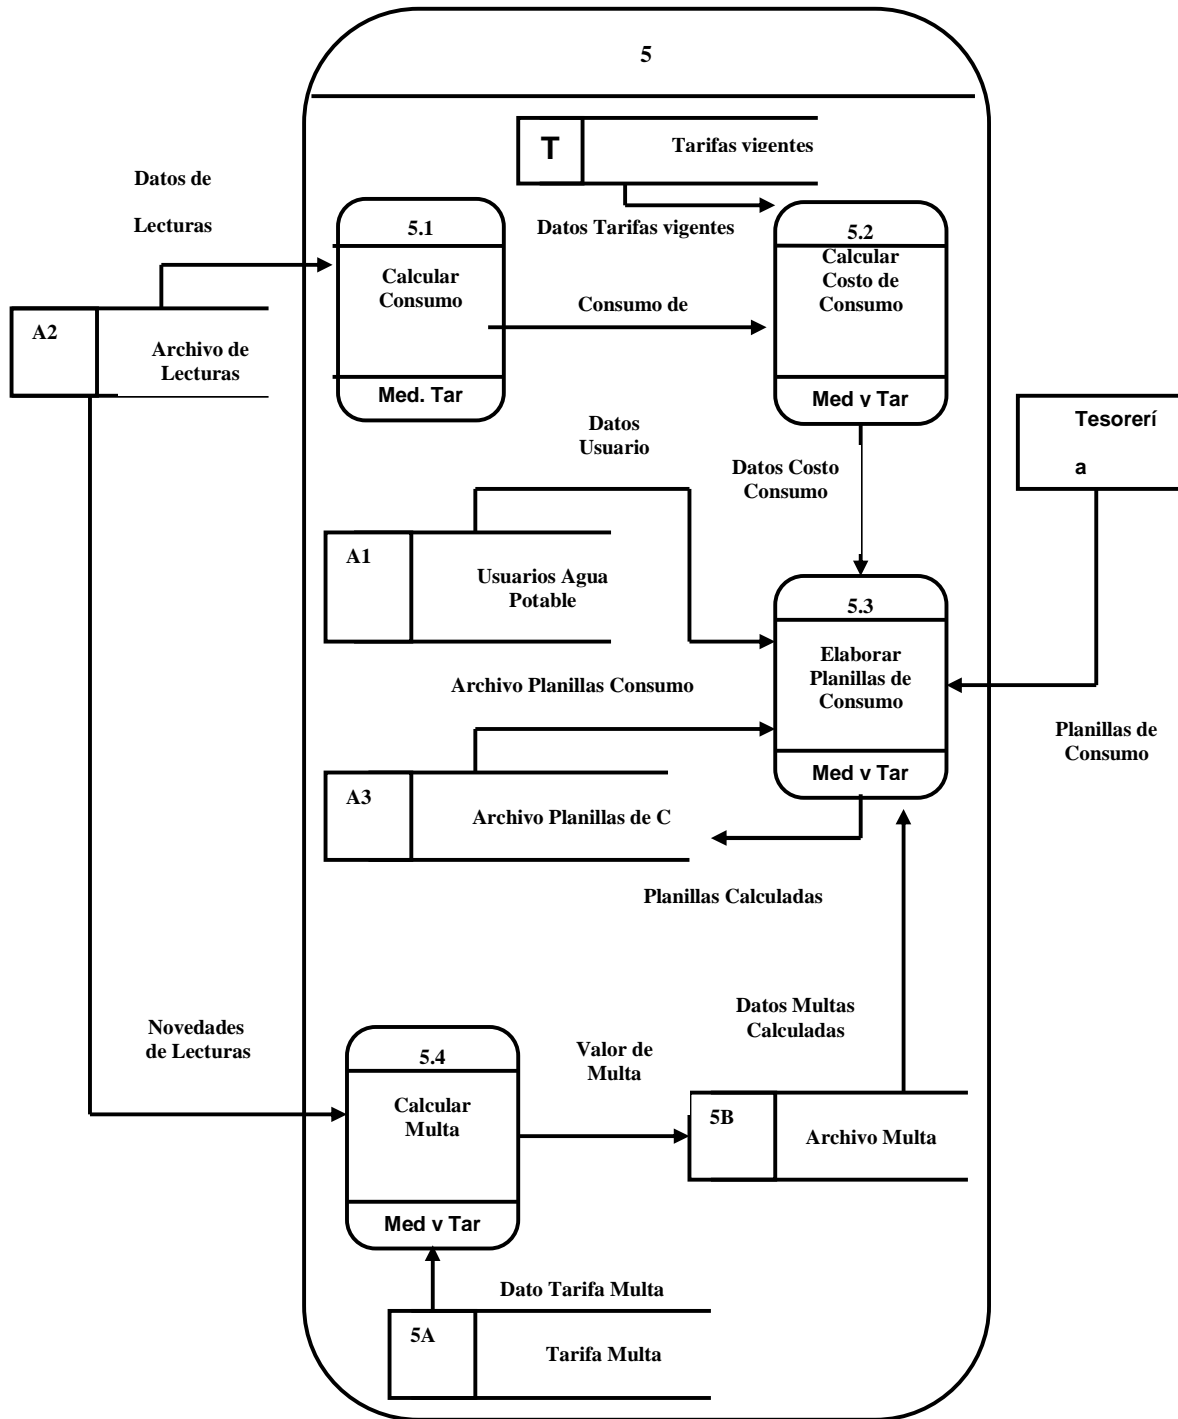 5
T
Tarifas vigentes
Datos de
Lecturas
5.1
Datos Tarifas vigentes
5.2
Calcular
Consumo
Calcular
Costo de
Consumo
Consumo de
A2
Archivo de
Lecturas
Med. Tar
Med y Tar
Datos
Usuario
Tesorerí
a
Datos Costo
Consumo
A1
Usuarios Agua
Potable
5.3
Elaborar
Planillas de
Consumo
Archivo Planillas Consumo
Planillas de
Consumo
Med y Tar
A3
Archivo Planillas de C
Planillas Calculadas
Datos Multas
Calculadas
Novedades
de Lecturas
5.4
Valor de
Multa
Calcular
Multa
5B
Archivo Multa
Med y Tar
Dato Tarifa Multa
5A
Tarifa Multa